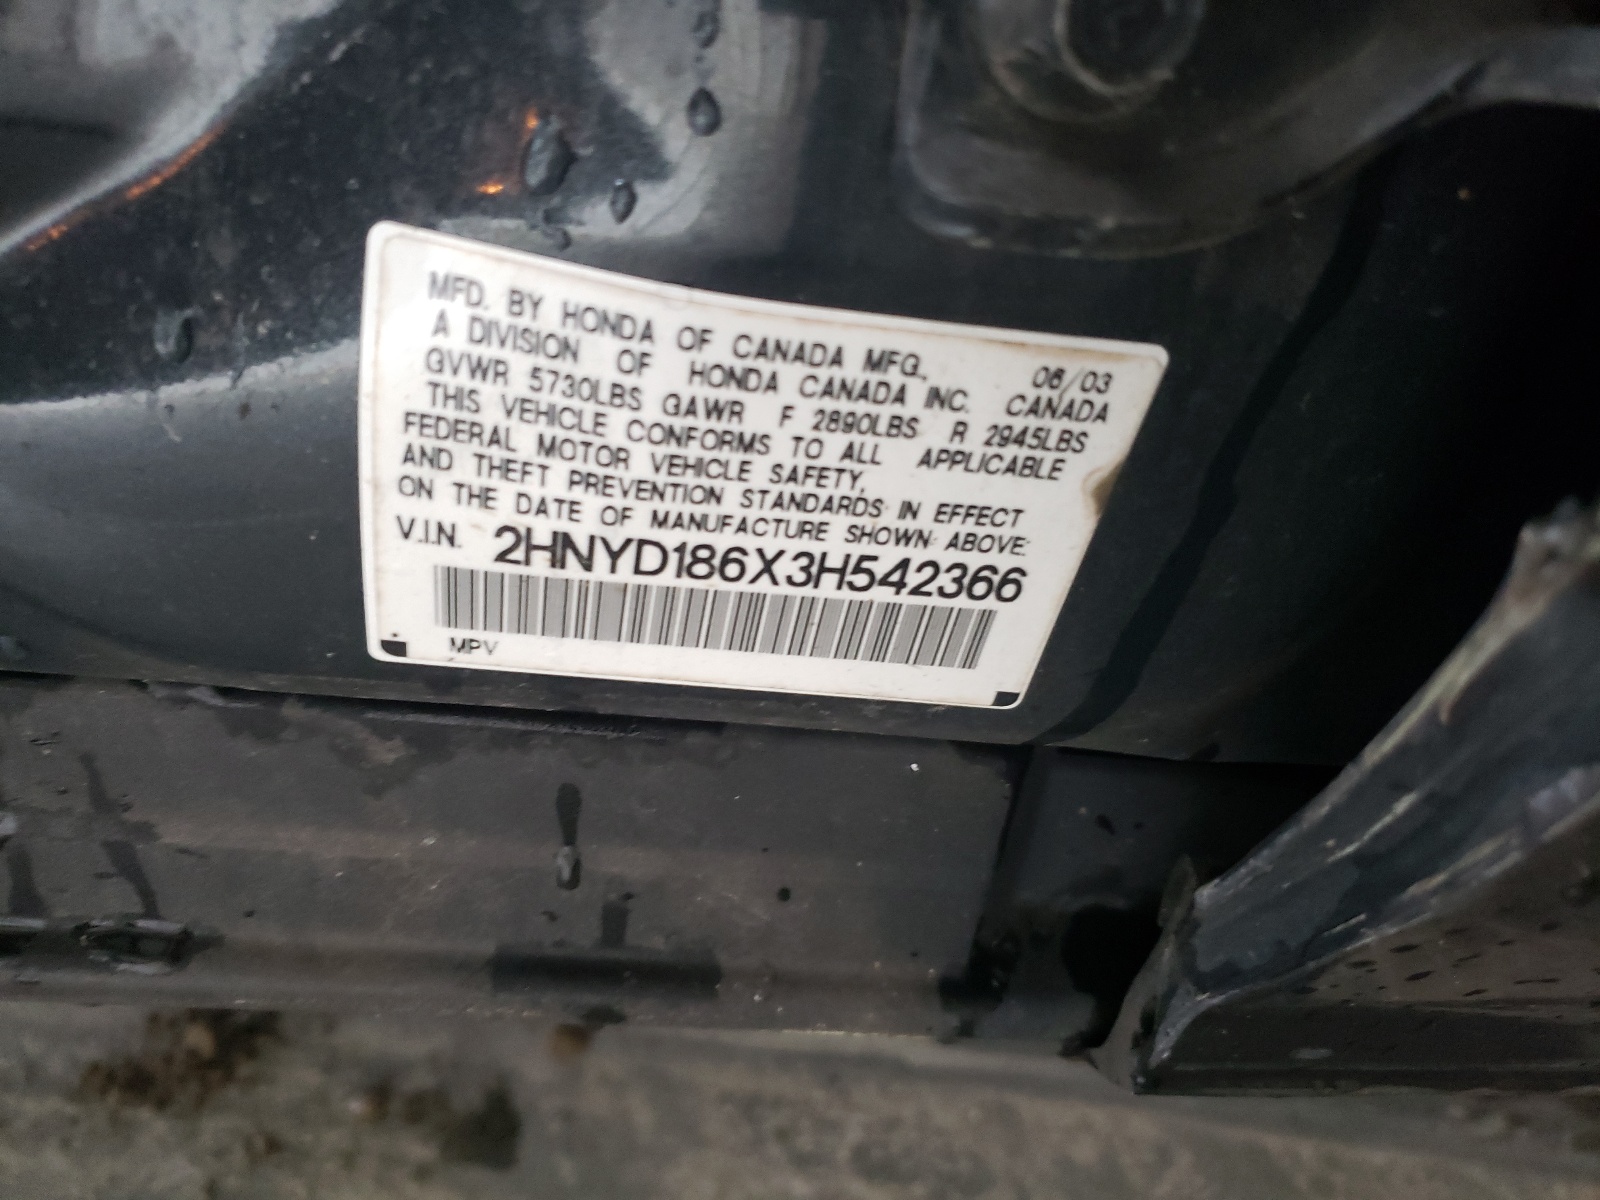 MFD. BY HONDA OF CANADA MFG., 06/03
A DIVISION OF HONDA CANADA INC. CANADA
GVWR 5730LBS GAWR F 2890LBS R 2945LBS
THIS VEHICLE CONFORMS TO ALL APPLICABLE
FEDERAL MOTOR VEHICLE SAFETY,
AND THEFT PREVENTION STANDARDS IN EFFECT
ON THE DATE OF MANUFACTURE SHOWN ABOVE.
V.I.N. 2HNYD186X3H542366
MPV